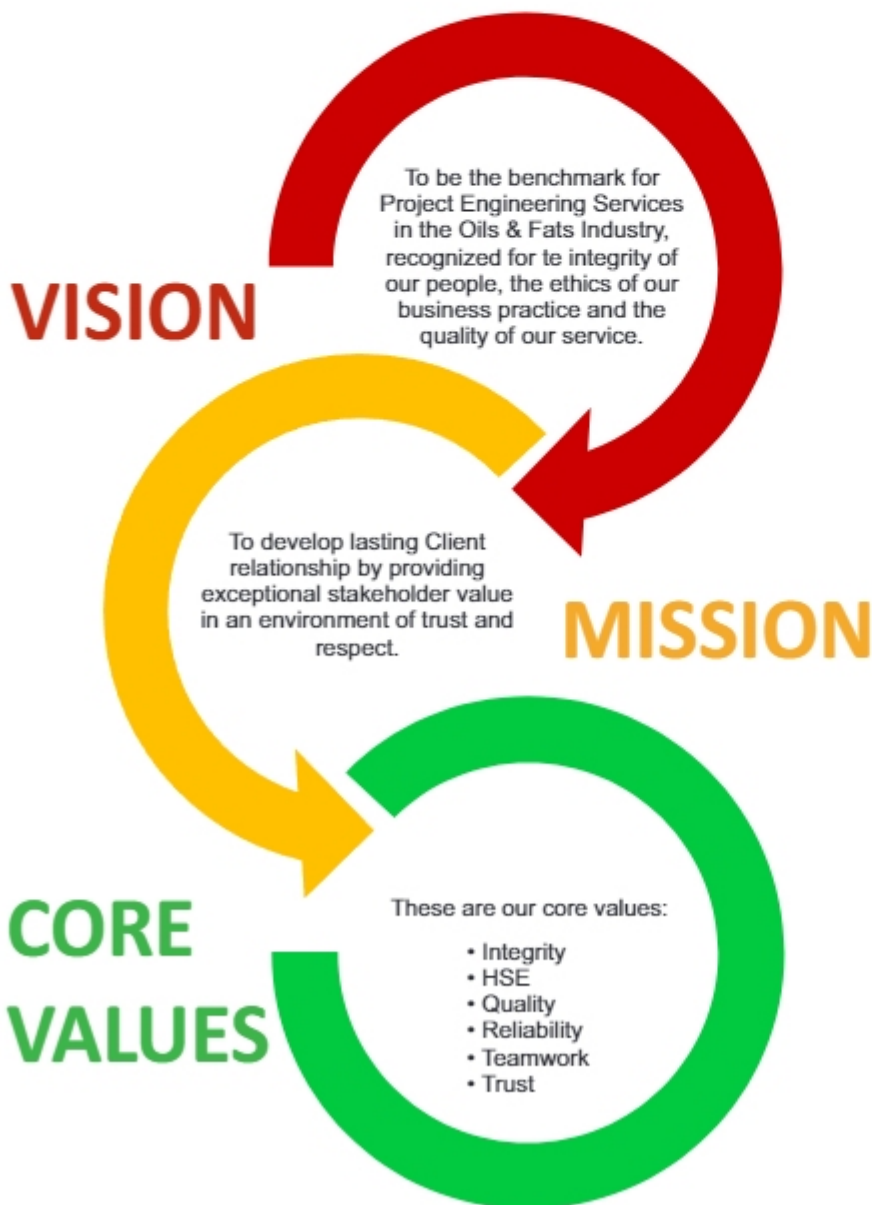 To be the benchmark for
Project Engineering Services
in the Oils & Fats Industry,
recognized for te integrity of
our people, the ethics of our
business practice and the
quality of our service.
VISION
To develop lasting Client
relationship by providing
exceptional stakeholder value
in an environment of trust and
respect.
MISSION
CORE
VALUES
These are our core values:
• Integrity
• HSE
• Quality
• Reliability
• Teamwork
• Trust